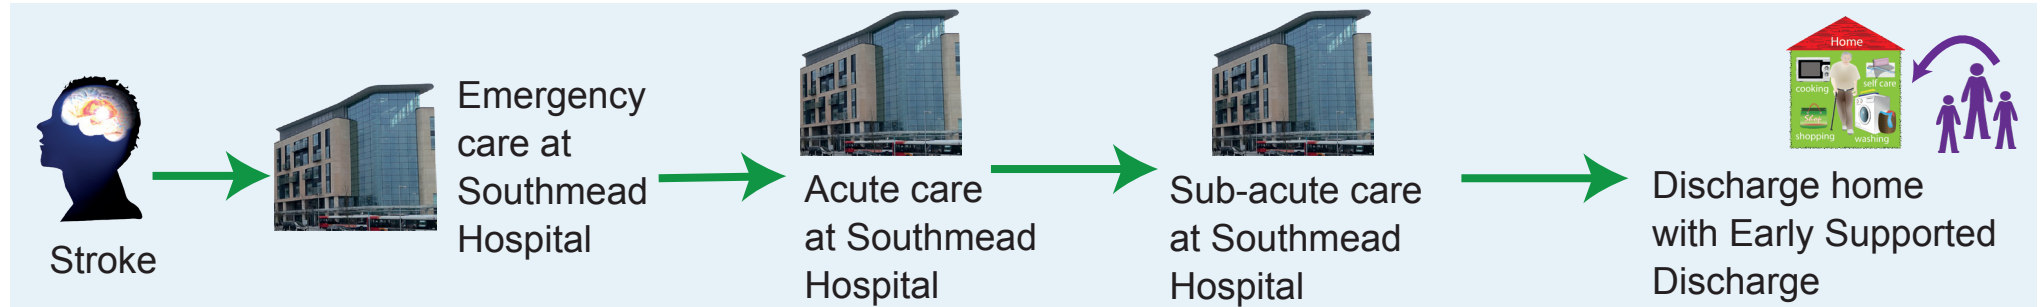 Stroke
Emergency
care at
Southmead
Hospital
Acute care
at Southmead
Hospital
Sub-acute care
at Southmead
Hospital
Home
cooking
self care
Shop
shopping
washing
Discharge home
with Early Supported
Discharge